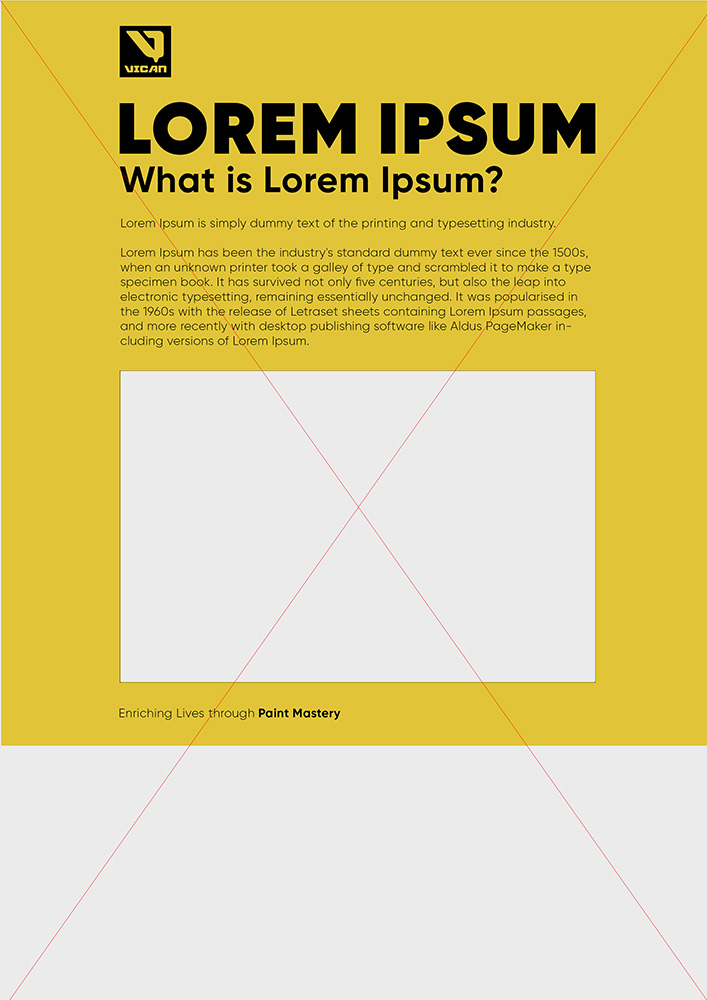 VICAN
LOREM IPSUM
What is Lorem Ipsum?
Lorem Ipsum is simply dummy text of the printing and typesetting industry.
Lorem Ipsum has been the industry's standard dummy text ever since the 1500s,
when an unknown printer took a galley of type and scrambled it to make a type
specimen book. It has survived not only five centuries, but also the leap into
electronic typesetting, remaining essentially unchanged. It was popularised in
the 1960s with the release of Letraset sheets containing Lorem Ipsum passages,
and more recently with desktop publishing software like Aldus PageMaker in-
cluding versions of Lorem Ipsum.
Enriching Lives through Paint Mastery